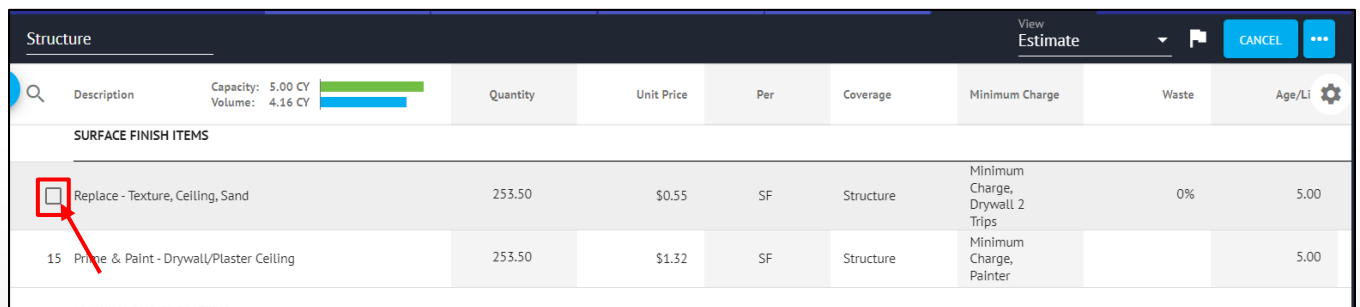 Structure
View
Estimate
CANCEL
Description
Capacity: 5.00 CY
Volume: 4.16 CY
Quantity
Unit Price
Per
Coverage
Minimum Charge
Waste
Age/Li
SURFACE FINISH ITEMS
Replace - Texture, Ceiling, Sand
253.50
$0.55
SF
Structure
Minimum
Charge,
Drywall 2
Trips
0%
5.00
15 Prime & Paint - Drywall/Plaster Ceiling
253.50
$1.32
SF
Structure
Minimum
Charge,
Painter
5.00